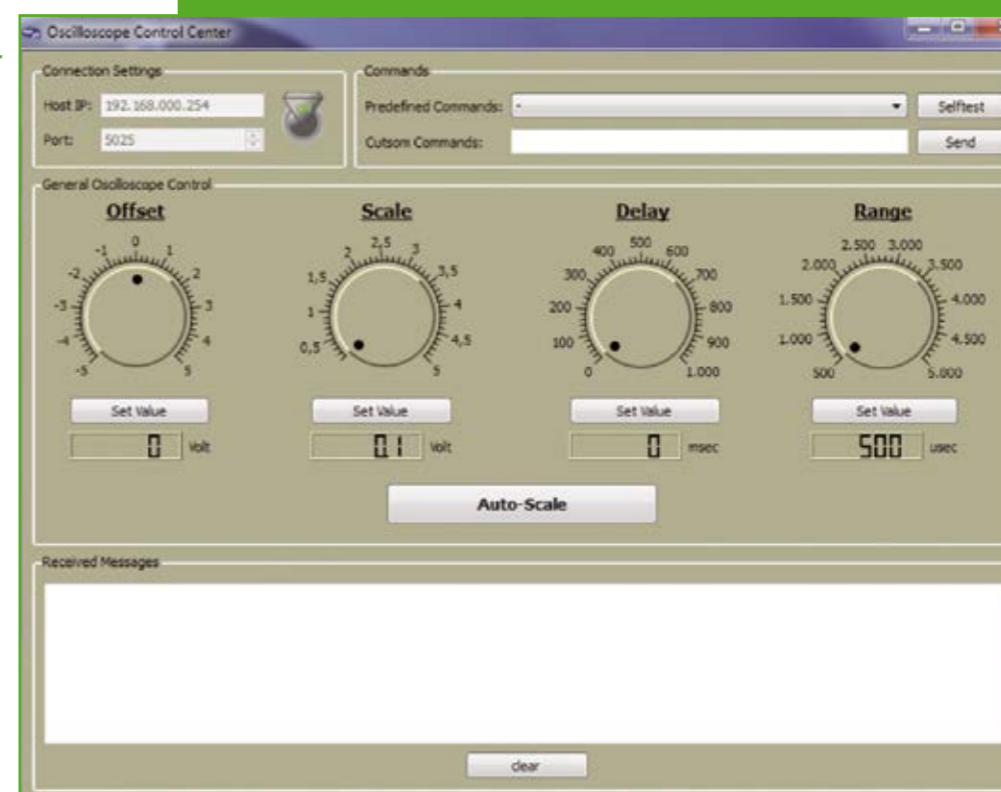 Oscilloscope Control Center
Connection Settings
Host IP: 192.168.000.254
Port: 5025
Commands
Predefined Commands: -
Selftest
Cutsom Commands:
Send
General Osolloscope Control
Offset
-5 -4 -3 -2 -1 0 1 2 3 4 5
Set Value
0 Volt
Scale
0,5 1 1,5 2 2,5 3 3,5 4 4,5 5
Set Value
0.1 Volt
Delay
0 100 200 300 400 500 600 700 800 900 1.000
Set Value
0 msec
Range
500 1.000 1.500 2.000 2.500 3.000 3.500 4.000 4.500 5.000
Set Value
500 usec
Auto-Scale
Received Messages
clear